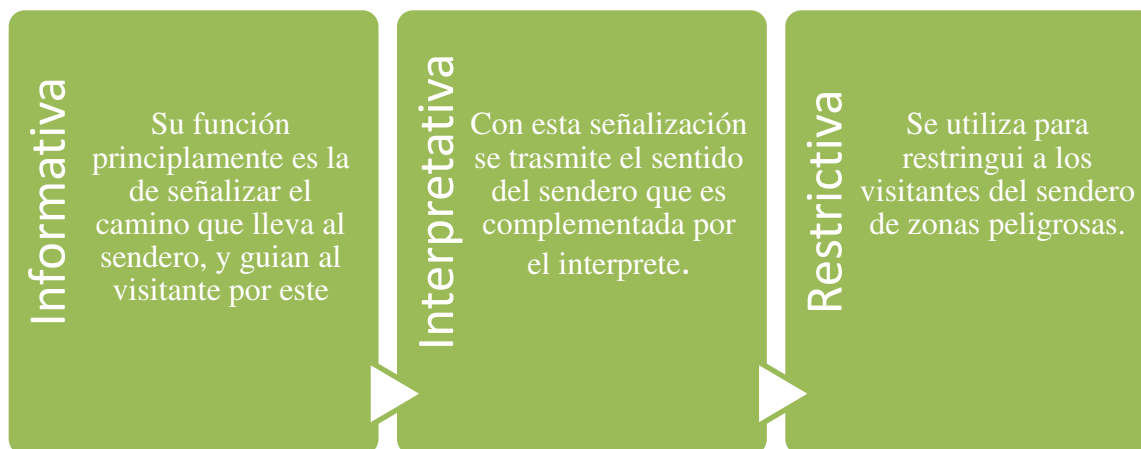 Informativa
Su función
principlamente es la
de señalizar el
camino que lleva al
sendero, y guian al
visitante por este
Interpretativa
Con esta señalización
se trasmite el sentido
del sendero que es
complementada por
el interprete.
Restrictiva
Se utiliza para
restringui a los
visitantes del sendero
de zonas peligrosas.